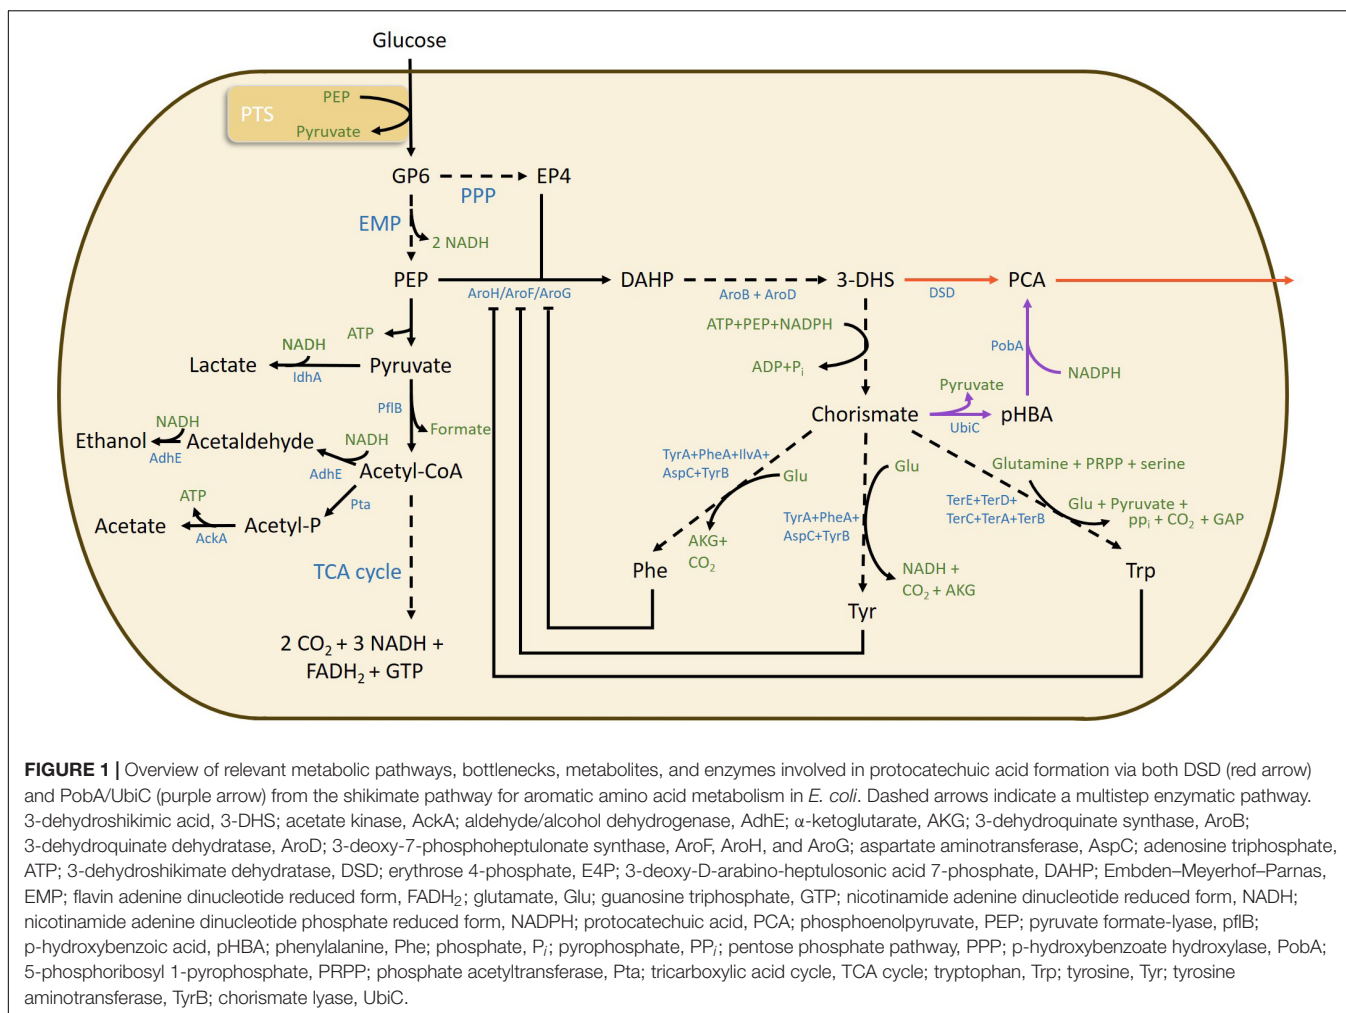 Glucose
PTS
PEP
Pyruvate
GP6
PPP
EP4
EMP
2 NADH
PEP
AroH/AroF/AroG
DAHP
AroB + AroD
3-DHS
DSD
PCA
ATP
ATP+PEP+NADPH
ADP+Pi
PobA
NADPH
NADH
Lactate
ldhA
Pyruvate
PflB
Formate
Pyruvate
Chorismate
UbiC
pHBA
NADH
Ethanol
AdhE
Acetaldehyde
NADH
AdhE
Acetyl-CoA
Pta
ATP
Acetate
AckA
Acetyl-P
TyrA+PheA+IlvA+
AspC+TyrB
Glu
Glu
Glutamine + PRPP + serine
TyrA+PheA+
AspC+TyrB
TerE+TerD+
TerC+TerA+TerB
Glu + Pyruvate +
ppi + CO2 + GAP
AKG+
CO2
NADH +
CO2 + AKG
TCA cycle
Phe
Tyr
Trp
2 CO2 + 3 NADH +
FADH2 + GTP
FIGURE 1 | Overview of relevant metabolic pathways, bottlenecks, metabolites, and enzymes involved in protocatechuic acid formation via both DSD (red arrow)
and PobA/UbiC (purple arrow) from the shikimate pathway for aromatic amino acid metabolism in E. coli. Dashed arrows indicate a multistep enzymatic pathway.
3-dehydroshikimic acid, 3-DHS; acetate kinase, AckA; aldehyde/alcohol dehydrogenase, AdhE; α-ketoglutarate, AKG; 3-dehydroquinate synthase, AroB;
3-dehydroquinate dehydratase, AroD; 3-deoxy-7-phosphoheptulonate synthase, AroF, AroH, and AroG; aspartate aminotransferase, AspC; adenosine triphosphate,
ATP; 3-dehydroshikimate dehydratase, DSD; erythrose 4-phosphate, E4P; 3-deoxy-D-arabino-heptulosonic acid 7-phosphate, DAHP; Embden–Meyerhof–Parnas,
EMP; flavin adenine dinucleotide reduced form, FADH2; glutamate, Glu; guanosine triphosphate, GTP; nicotinamide adenine dinucleotide reduced form, NADH;
nicotinamide adenine dinucleotide phosphate reduced form, NADPH; protocatechuic acid, PCA; phosphoenolpyruvate, PEP; pyruvate formate-lyase, pflB;
p-hydroxybenzoic acid, pHBA; phenylalanine, Phe; phosphate, Pi; pyrophosphate, PPi; pentose phosphate pathway, PPP; p-hydroxybenzoate hydroxylase, PobA;
5-phosphoribosyl 1-pyrophosphate, PRPP; phosphate acetyltransferase, Pta; tricarboxylic acid cycle, TCA cycle; tryptophan, Trp; tyrosine, Tyr; tyrosine
aminotransferase, TyrB; chorismate lyase, UbiC.